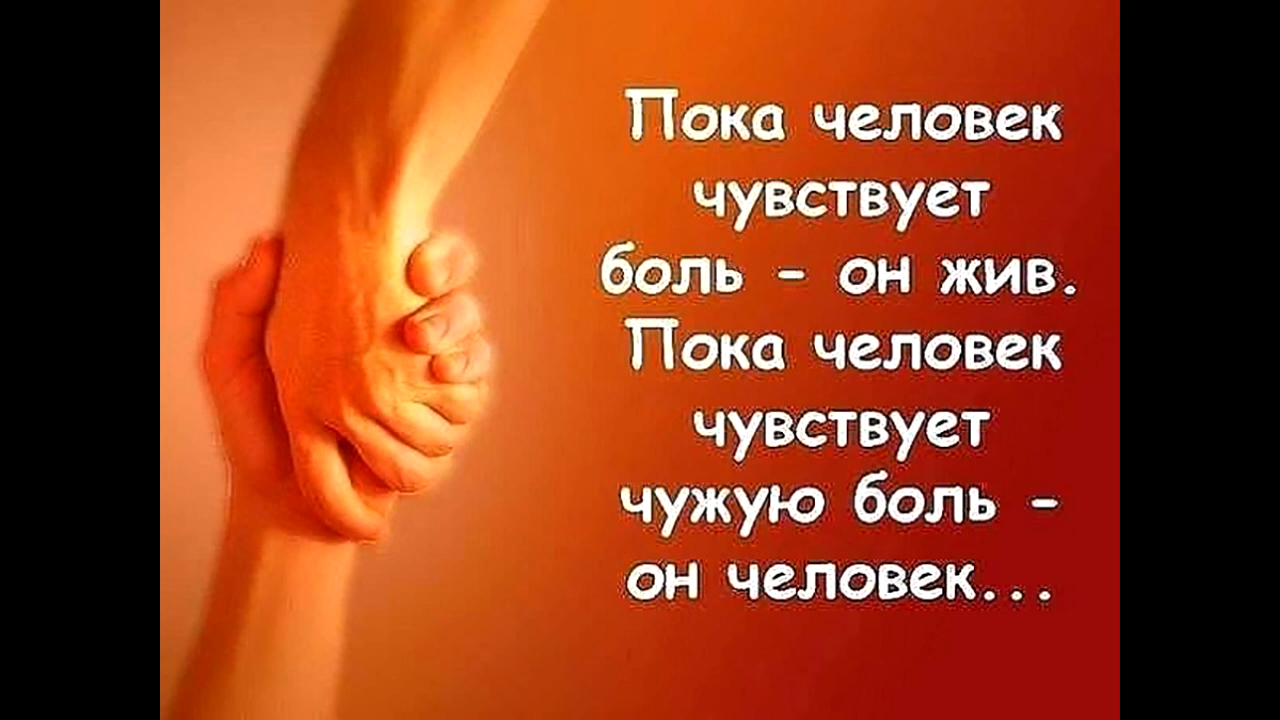 Пока человек
чувствует
боль - он жив.
Пока человек
чувствует
чужую боль -
он человек...